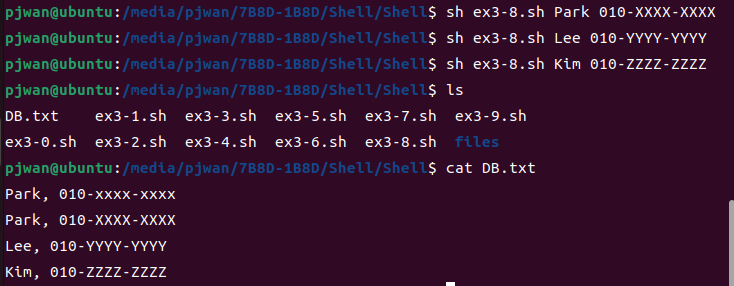 pjwan@ubuntu:/media/pjwan/7B8D-1B8D/Shell/Shell$ sh ex3-8.sh Park 010-XXXX-XXXX
pjwan@ubuntu:/media/pjwan/7B8D-1B8D/Shell/Shell$ sh ex3-8.sh Lee 010-YYYY-YYYY
pjwan@ubuntu:/media/pjwan/7B8D-1B8D/Shell/Shell$ sh ex3-8.sh Kim 010-ZZZZ-ZZZZ
pjwan@ubuntu:/media/pjwan/7B8D-1B8D/Shell/Shell$ ls
DB.txt    ex3-1.sh  ex3-3.sh  ex3-5.sh  ex3-7.sh  ex3-9.sh
ex3-0.sh  ex3-2.sh  ex3-4.sh  ex3-6.sh  ex3-8.sh  files
pjwan@ubuntu:/media/pjwan/7B8D-1B8D/Shell/Shell$ cat DB.txt
Park, 010-xxxx-xxxx
Park, 010-XXXX-XXXX
Lee, 010-YYYY-YYYY
Kim, 010-ZZZZ-ZZZZ